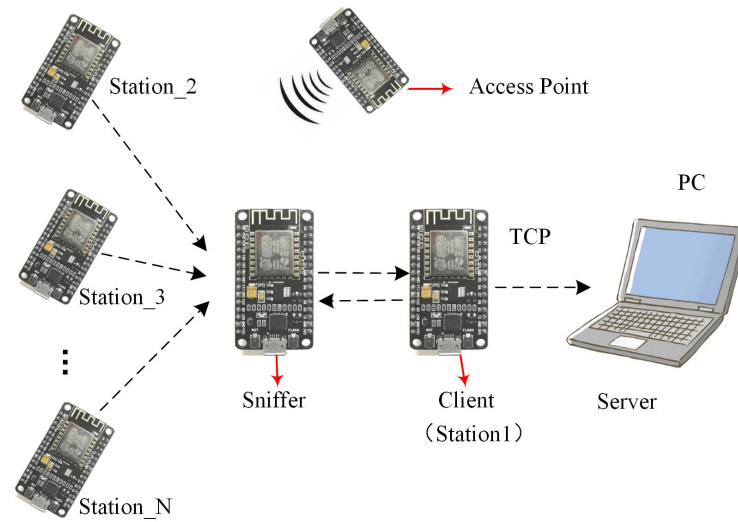 Station_2
Access Point
PC
TCP
Station_3
Sniffer
Client
（Station1）
Server
Station_N